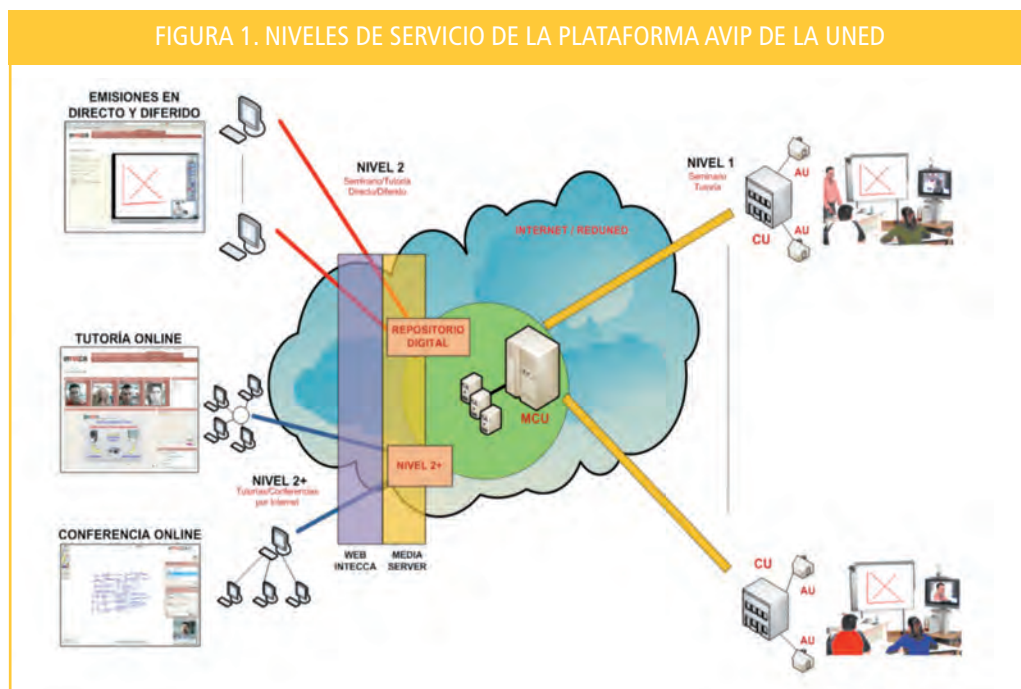 FIGURA 1. NIVELES DE SERVICIO DE LA PLATAFORMA AVIP DE LA UNED
EMISIONES EN
DIRECTO Y DIFERIDO
NIVEL 2
Seminario/Tutoría
Directo/Diferido
NIVEL 1
Seminario
Tutoría
AU
AU
CU
INTERNET / REDUNED
REPOSITORIO
DIGITAL
MCU
TUTORÍA ONLINE
NIVEL 2+
NIVEL 2+
Tutorías/Conferencias
por Internet
CONFERENCIA ONLINE
WEB
INTECCA
MEDIA
SERVER
CU
AU
AU